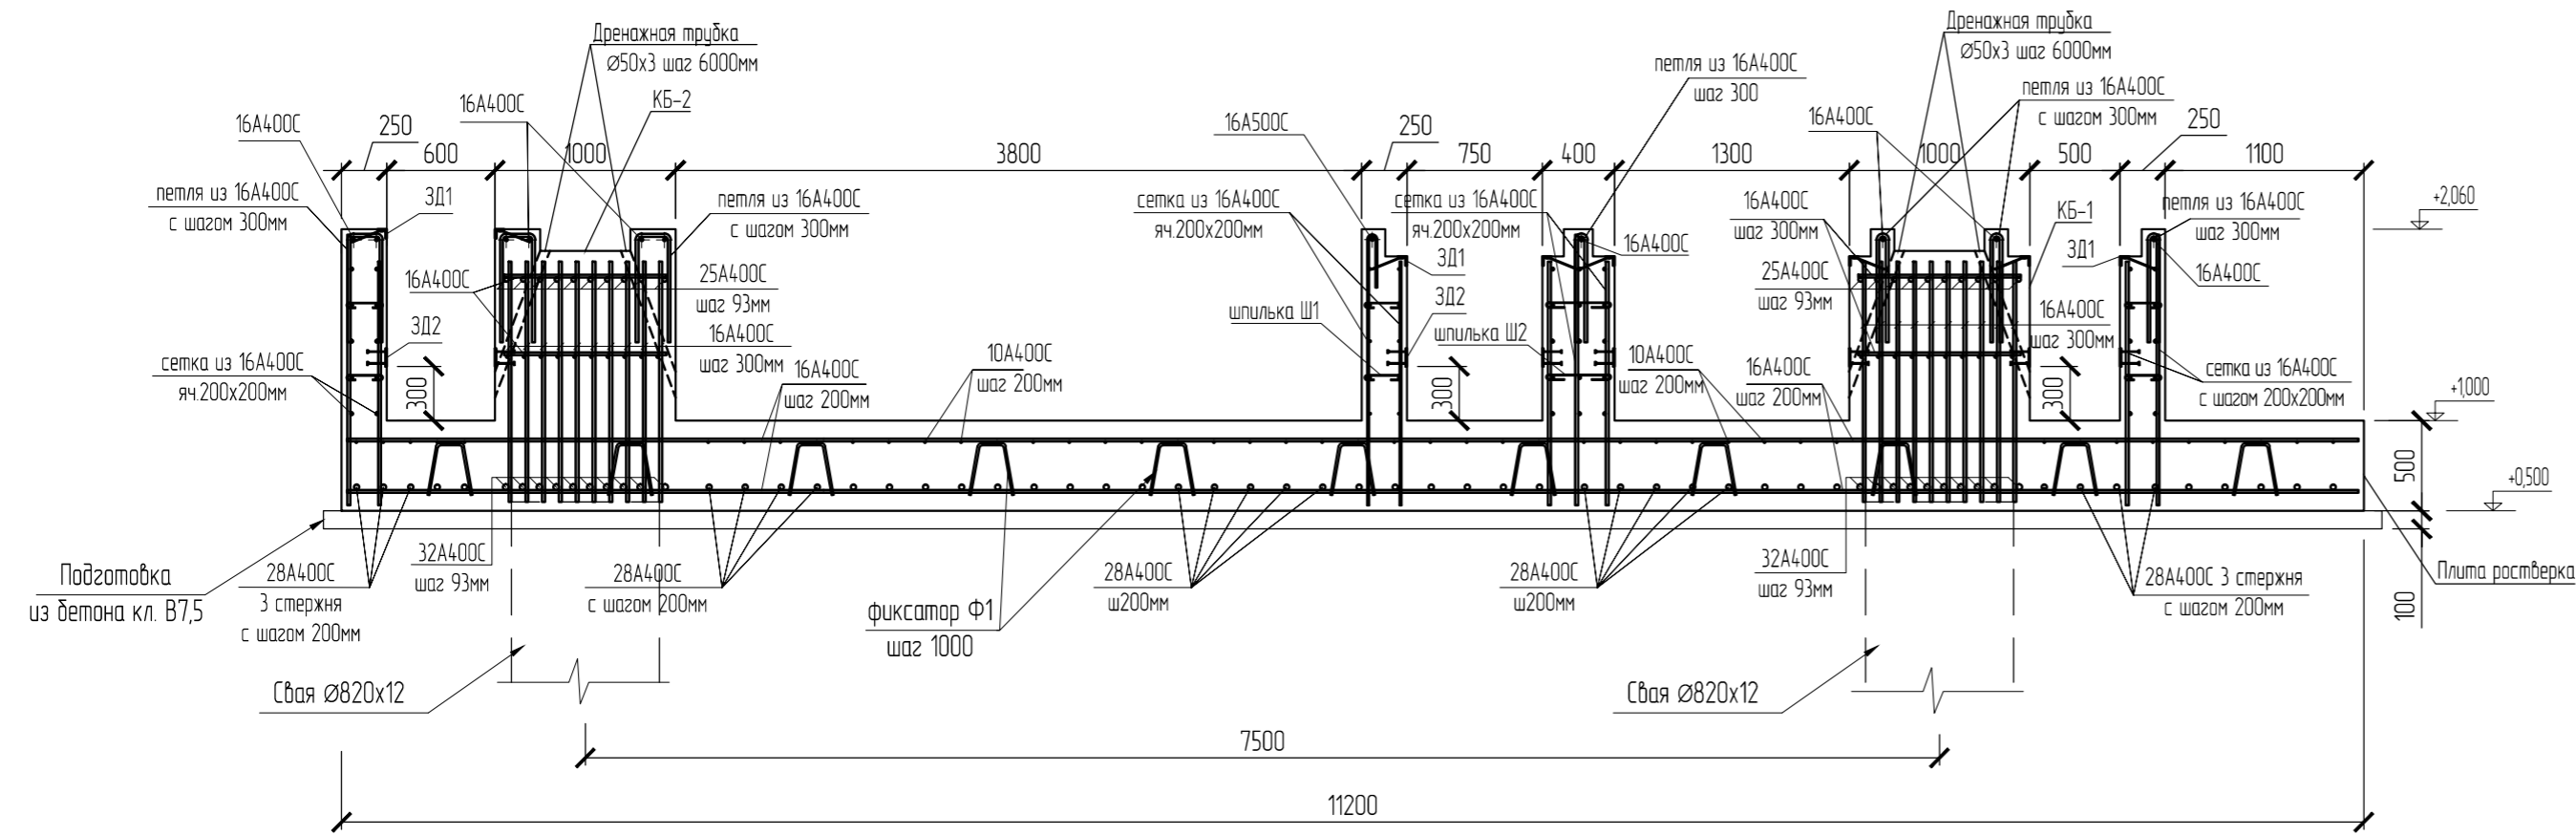 Дренажная трубка
Ø50х3 шаг 6000мм
КБ-2
16А400С
16А400С
250
600
1000
3800
петля из 16А400С
с шагом 300мм
ЗД1
петля из 16А400С
с шагом 300мм
16А400С
25А400С
шаг 93мм
ЗД2
16А400С
шаг 300мм
сетка из 16А400С
яч.200х200мм
300
16А400С
шаг 200мм
10А400С
шаг 200мм
петля из 16А400С
шаг 300
16А500С
250
750
400
1300
сетка из 16А400С
яч.200х200мм
сетка из 16А400С
яч.200х200мм
16А400С
ЗД1
ЗД2
шпилька Ш1
шпилька Ш2
300
10А400С
шаг 200мм
Дренажная трубка
Ø50х3 шаг 6000мм
петля из 16А400С
с шагом 300мм
16А400С
250
1000
500
1100
16А400С
шаг 300мм
КБ-1
петля из 16А400С
шаг 300мм
+2,060
25А400С
шаг 93мм
ЗД1
16А400С
16А400С
шаг 300мм
16А400С
шаг 200мм
300
сетка из 16А400С
с шагом 200х200мм
+1,000
500
+0,500
100
Подготовка
из бетона кл. В7,5
28А400С
3 стержня
с шагом 200мм
32А400С
шаг 93мм
28А400С
с шагом 200мм
фиксатор Ф1
шаг 1000
28А400С
ш200мм
28А400С
ш200мм
32А400С
шаг 93мм
28А400С 3 стержня
с шагом 200мм
Плита ростверка
Свая Ø820х12
Свая Ø820х12
7500
11200